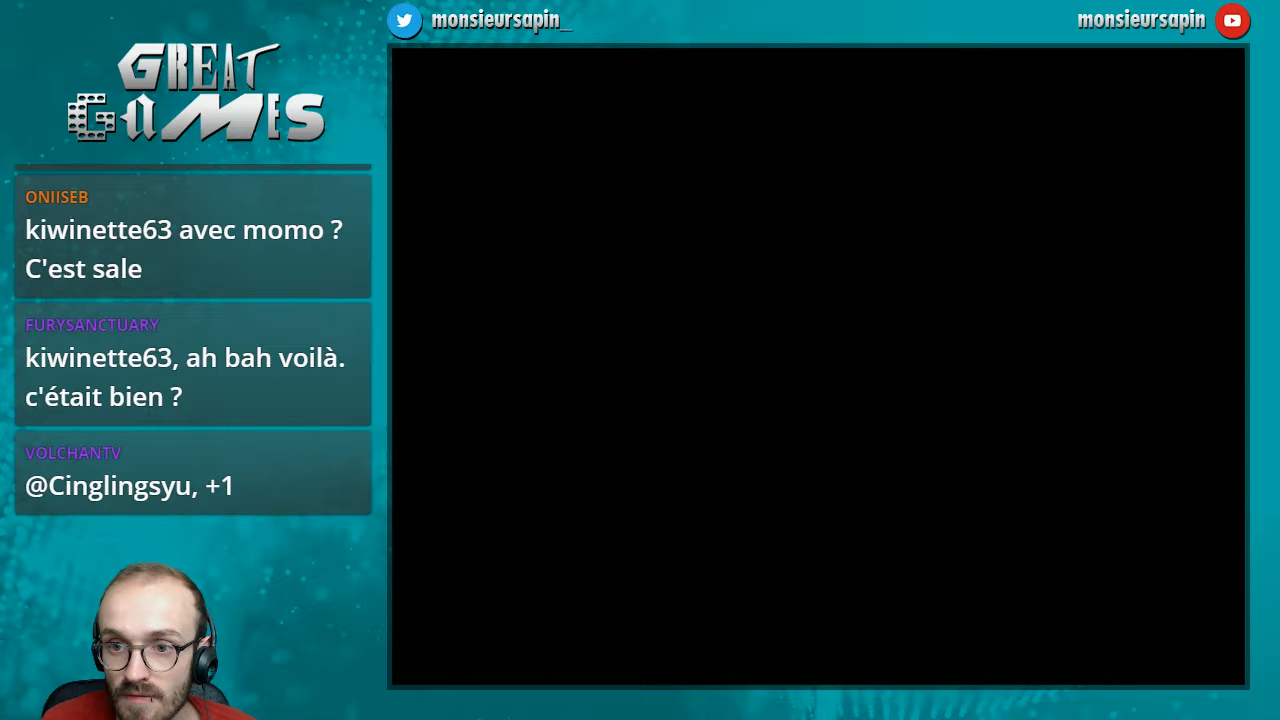 monsieursapin_
monsieursapin
GREAT
GAMES
ONIISEB
kiwinette63 avec momo ?
C'est sale
FURYSANCTUARY
kiwinette63, ah bah voilà.
c'était bien ?
VOLCHANTV
@Cinglingsyu, +1